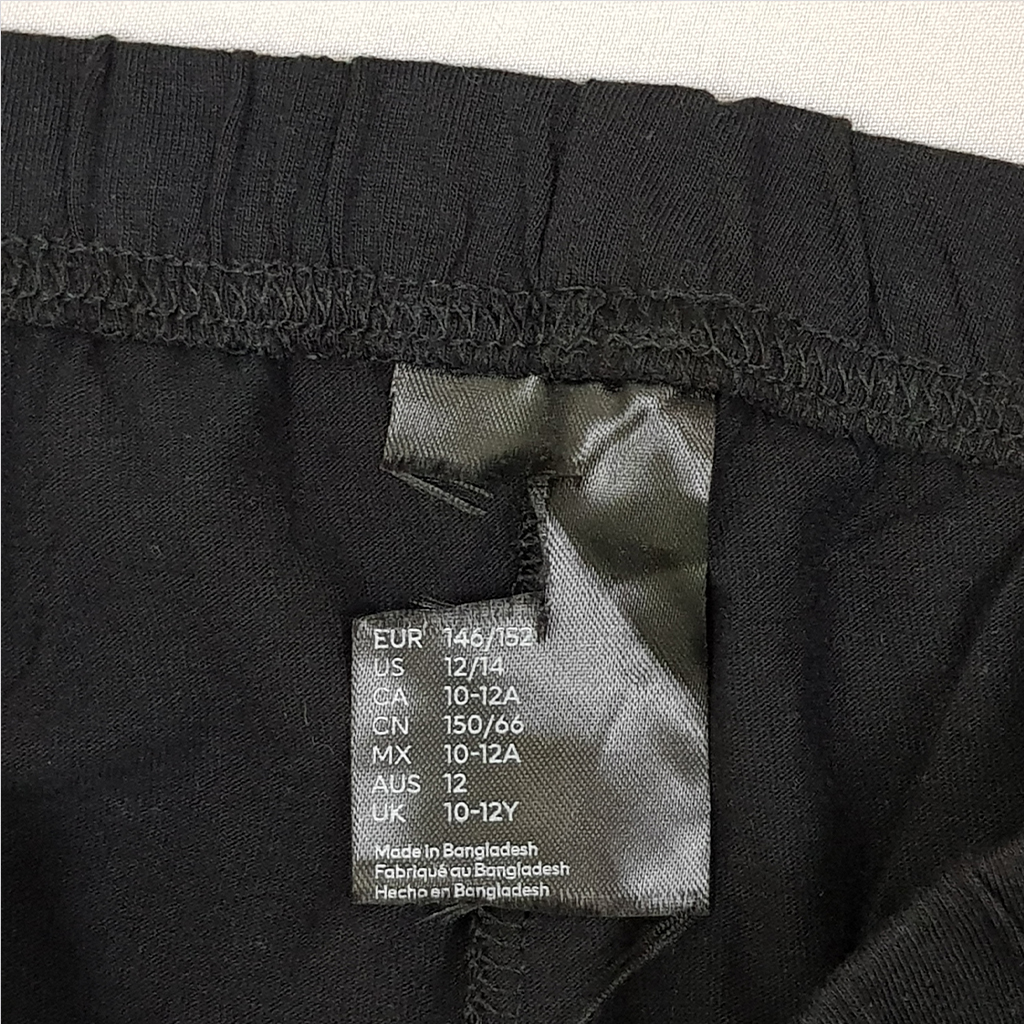 EUR 146/152
US 12/14
CA 10-12A
CN 150/66
MX 10-12A
AUS 12
UK 10-12Y
Made in Bangladesh
Fabriqué au Bangladesh
Hecho en Bangladesh